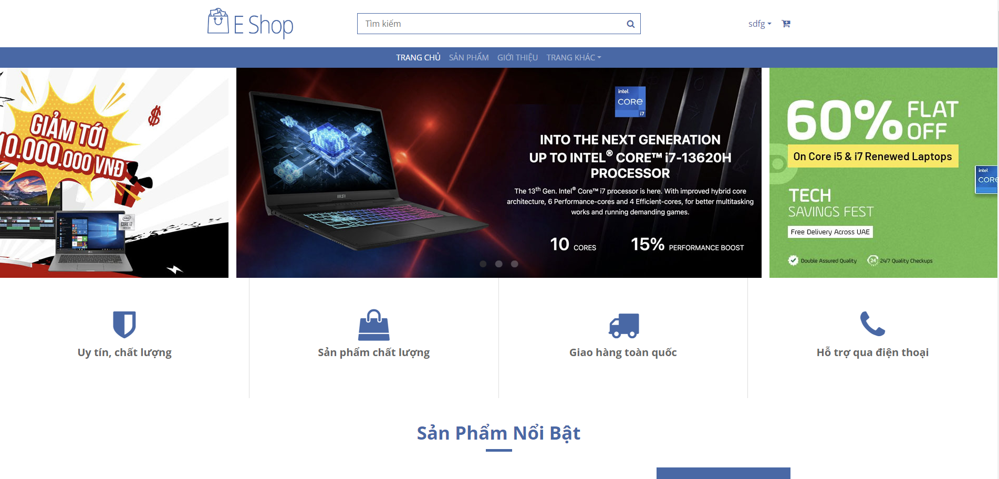 E Shop
Tìm kiếm
sdfg
TRANG CHỦ SẢN PHẨM GIỚI THIỆU TRANG KHÁC
GIẢM TỚI
10.000.000 VNĐ
intel
CORE i7
intel.
CORE
i7
INTO THE NEXT GENERATION
UP TO INTEL® CORE™ i7-13620H
PROCESSOR
The 13th Gen. Intel® Core™ i7 processor is here. With improved hybrid core
architecture, 6 Performance-cores and 4 Efficient-cores, for better multitasking
works and running demanding games.
10 CORES 15% PERFORMANCE BOOST
msi
60% FLAT
OFF
On Core i5 & i7 Renewed Laptops
intel
TECH
SAVINGS FEST
Free Delivery Across UAE
Double Assured Quality 24 24/7 Quality Checkups
Uy tín, chất lượng
Sản phẩm chất lượng
Giao hàng toàn quốc
Hỗ trợ qua điện thoại
Sản Phẩm Nổi Bật